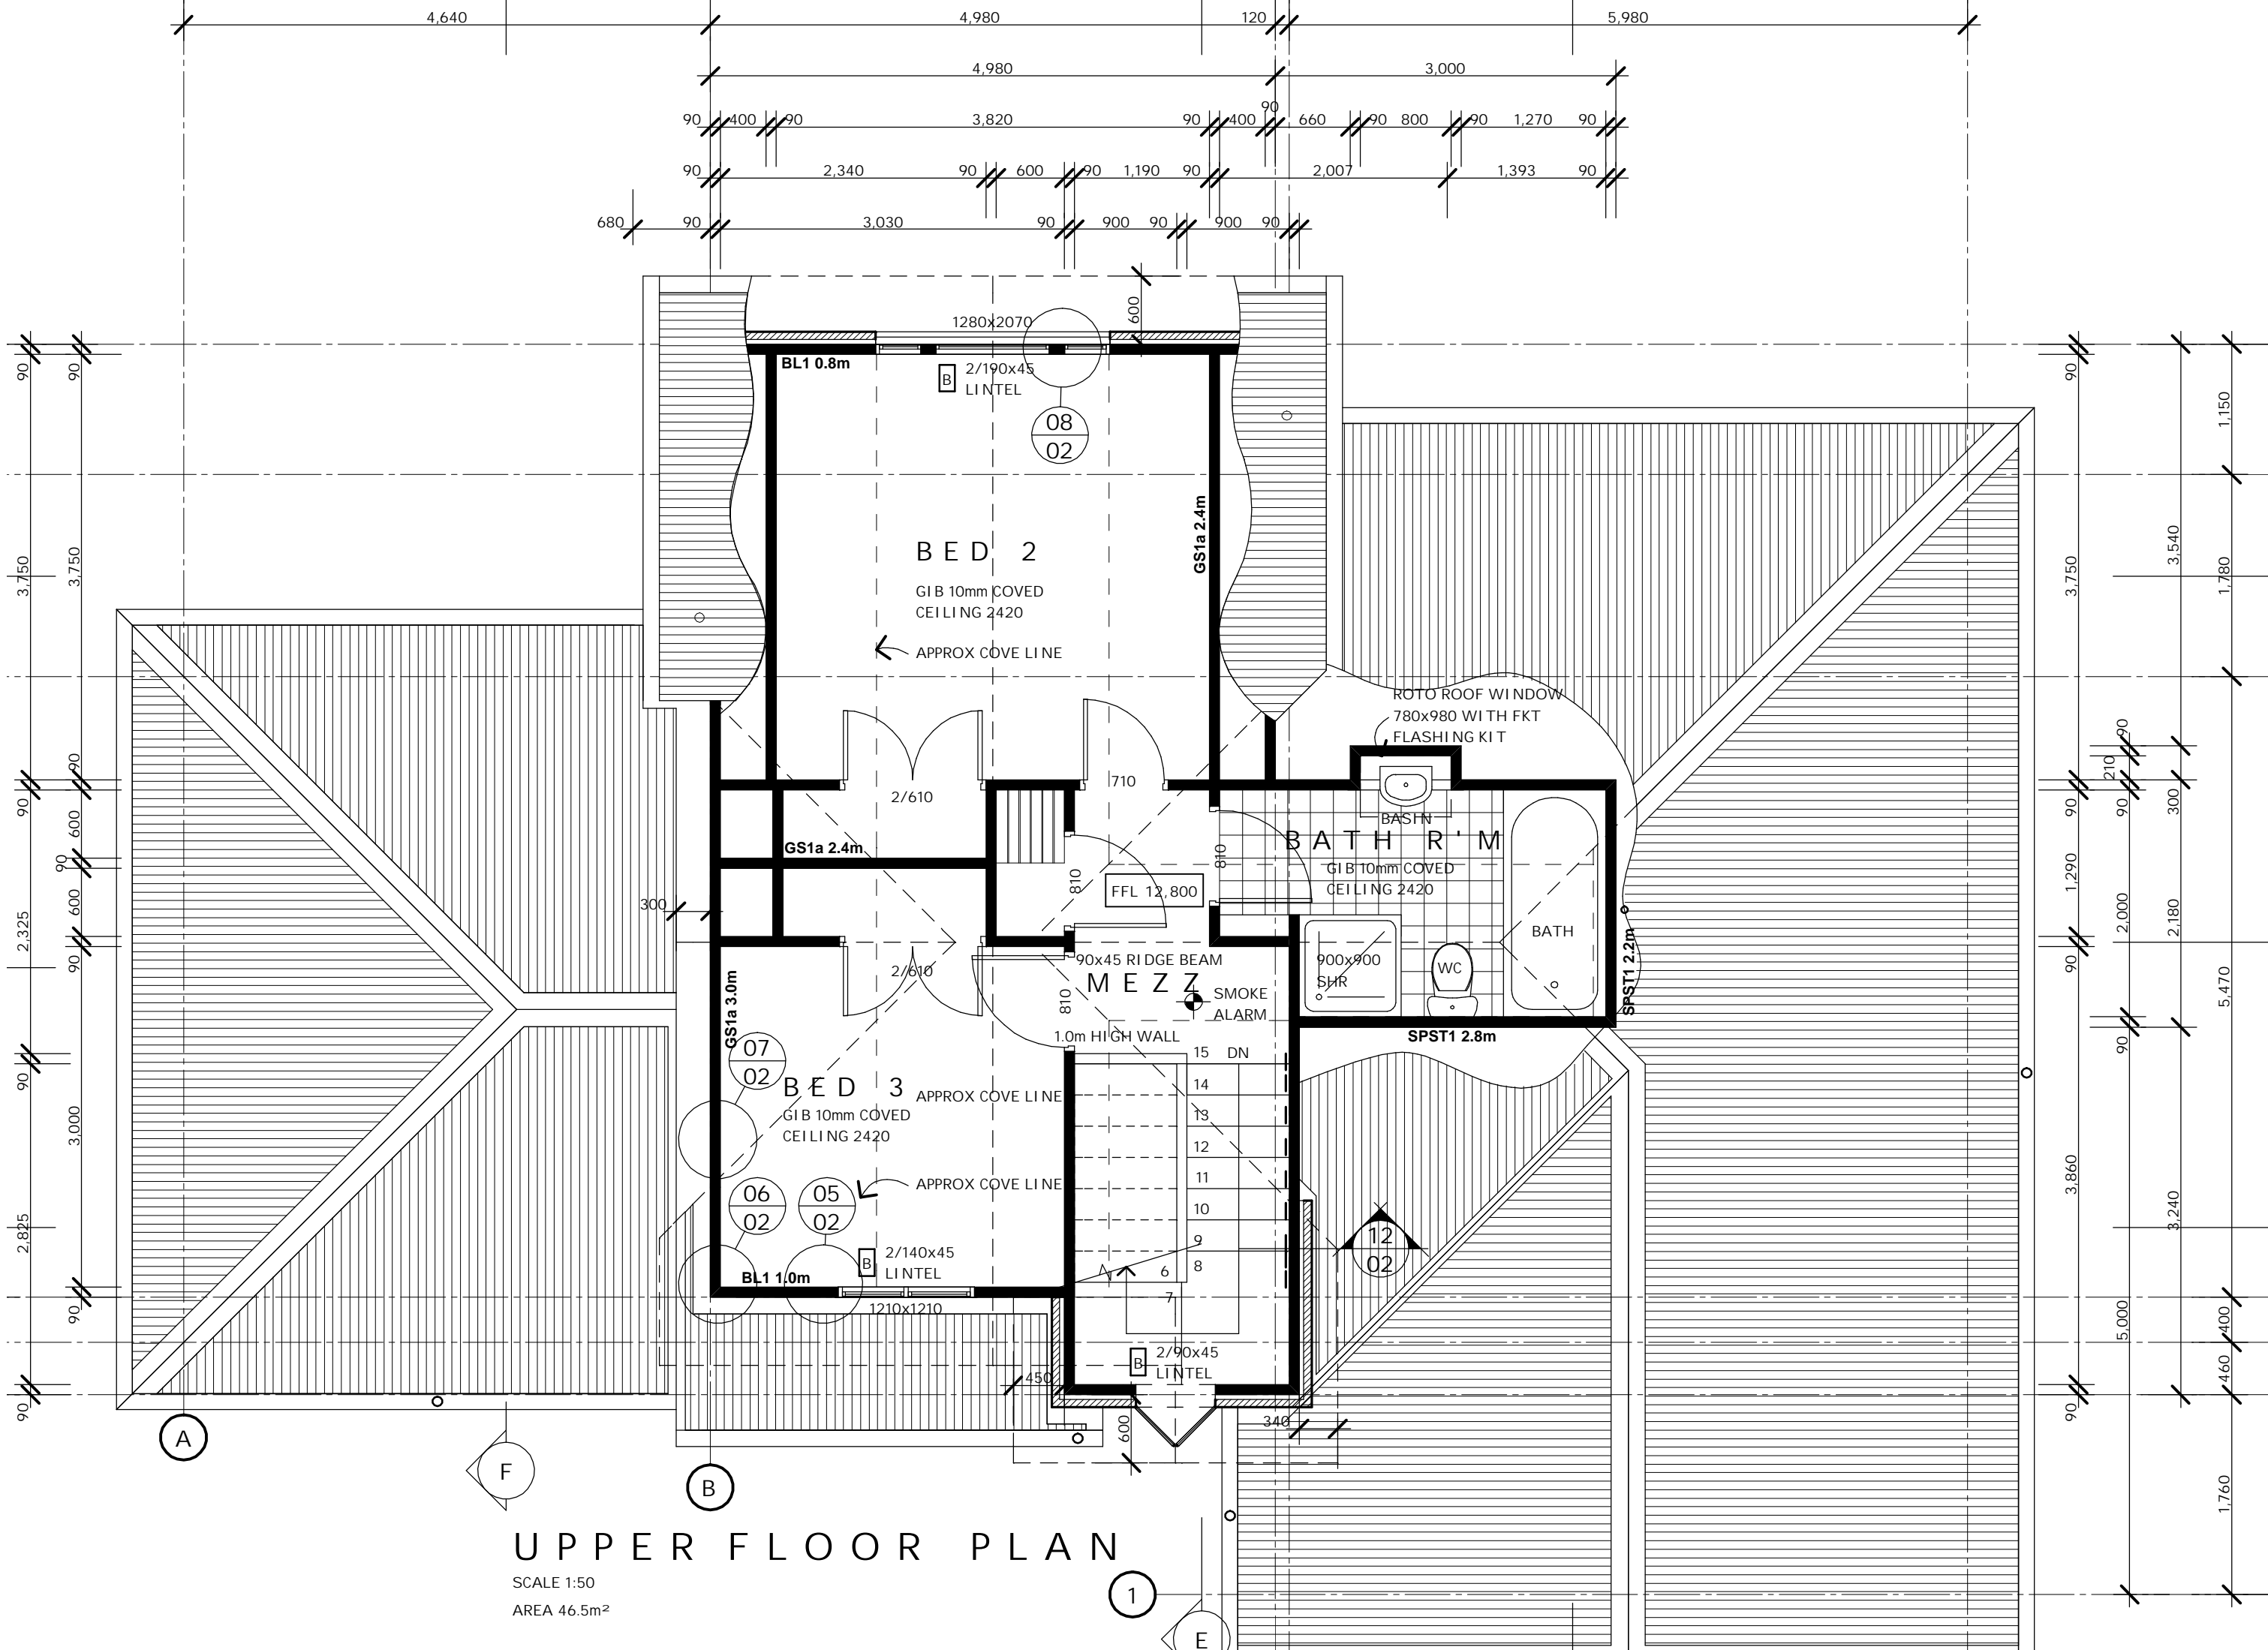 4,640 4,980 120 5,980
4,980 3,000
90 400 90 3,820 90 400 90 660 90 800 90 1,270 90
90 2,340 90 600 90 1,190 90 2,007 1,393 90
680 90 3,030 90 900 90 900 90
600
1280x2070
BL1 0.8m
B
2/190x45
LINTEL
08
02
GS1a 2.4m
BED 2
GIB 10mm COVED
CEILING 2420
APPROX COVE LINE
ROTO ROOF WINDOW
780x980 WITH FKT
FLASHING KIT
2/610
710
BASIN
BATH R'M
GIB 10mm COVED
CEILING 2420
GS1a 2.4m
810
810
FFL 12,800
300
BATH
2/610
90x45 RIDGE BEAM
MEZZ
900x900
SHR
WC
SMOKE
ALARM
810
GS1a 3.0m
SPST1 2.2m
1.0m HIGH WALL
SPST1 2.8m
07
02
BED 3
GIB 10mm COVED
CEILING 2420
APPROX COVE LINE
15 DN
14
13
12
11
10
9
8
6
7
APPROX COVE LINE
06
02
05
02
12
02
B
2/140x45
LINTEL
BL1 1.0m
1210x1210
B
2/90x45
LINTEL
450
600
340
90
3,750
90
600
90
600
2,325
90
90
3,000
2,825
90
90
90
3,750
90
90
3,750
90
1,290
90
3,860
90
90
210
90
2,000
90
5,000
3,540
300
2,180
3,240
1,150
1,780
5,470
400
460
1,760
A
F
B
UPPER FLOOR PLAN
SCALE 1:50
AREA 46.5m²
1
E